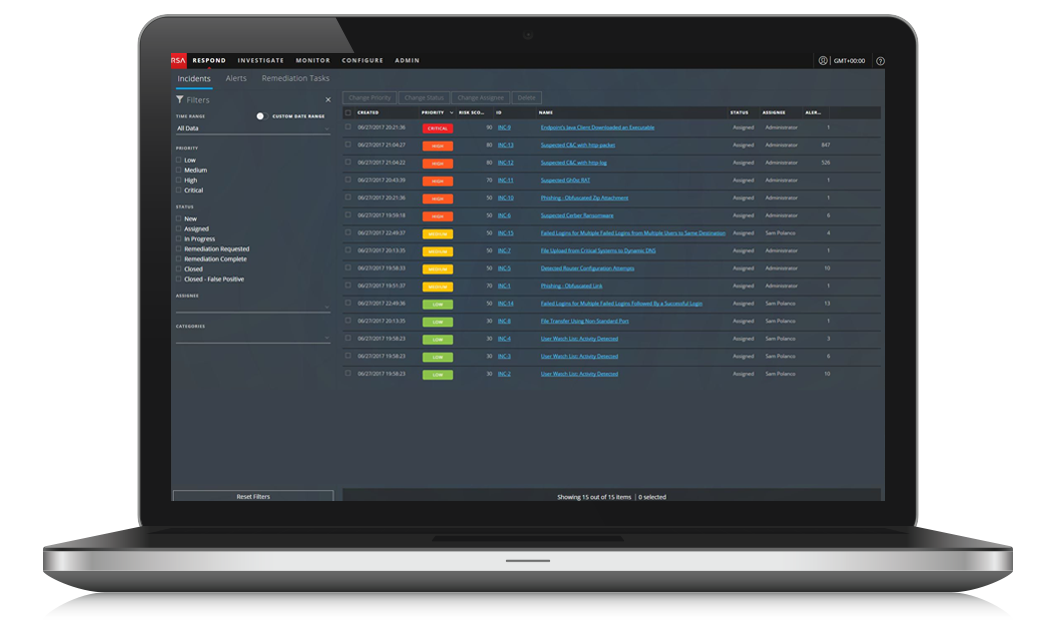 RSA RESPOND INVESTIGATE MONITOR CONFIGURE ADMIN GMT+00:00 ?
Incidents Alerts Remediation Tasks
Filters ×
TIME RANGE CUSTOM DATE RANGE
All Data
PRIORITY
Low
Medium
High
Critical
STATUS
New
Assigned
In Progress
Remediation Requested
Remediation Complete
Closed
Closed - False Positive
ASSIGNEE
CATEGORIES
Reset Filters
Change Priority Change Status Change Assignee Delete
CREATED PRIORITY RISK SCO... ID NAME STATUS ASSIGNEE ALER...
06/27/2017 20:21:36 CRITICAL 90 INC-9 Endpoint's Java Client Downloaded an Executable Assigned Administrator 1
06/27/2017 21:04:27 HIGH 80 INC-13 Suspected C&C with http-packet Assigned Administrator 847
06/27/2017 21:04:22 HIGH 80 INC-12 Suspected C&C with http-log Assigned Administrator 526
06/27/2017 20:43:39 HIGH 70 INC-11 Suspected Gh0st RAT Assigned Administrator 1
06/27/2017 20:21:36 HIGH 50 INC-10 Phishing - Obfuscated Zip Attachment Assigned Administrator 1
06/27/2017 19:59:18 HIGH 50 INC-6 Suspected Cerber Ransomware Assigned Administrator 6
06/27/2017 22:49:37 MEDIUM 50 INC-15 Failed Logins for Multiple Failed Logins from Multiple Users to Same Destination Assigned Sam Polanco 4
06/27/2017 20:13:35 MEDIUM 50 INC-7 File Upload from Critical Systems to Dynamic DNS Assigned Administrator 1
06/27/2017 19:58:33 MEDIUM 50 INC-5 Detected Router Configuration Attempts Assigned Administrator 10
06/27/2017 19:51:37 MEDIUM 70 INC-1 Phishing - Obfuscated Link Assigned Administrator 1
06/27/2017 22:49:36 LOW 50 INC-14 Failed Logins for Multiple Failed Logins Followed By a Successful Login Assigned Sam Polanco 13
06/27/2017 20:13:35 LOW 30 INC-8 File Transfer Using Non-Standard Port Assigned Sam Polanco 1
06/27/2017 19:58:23 LOW 30 INC-4 User Watch List: Activity Detected Assigned Sam Polanco 3
06/27/2017 19:58:23 LOW 30 INC-3 User Watch List: Activity Detected Assigned Sam Polanco 6
06/27/2017 19:58:23 LOW 30 INC-2 User Watch List: Activity Detected Assigned Sam Polanco 10
Showing 15 out of 15 items | 0 selected